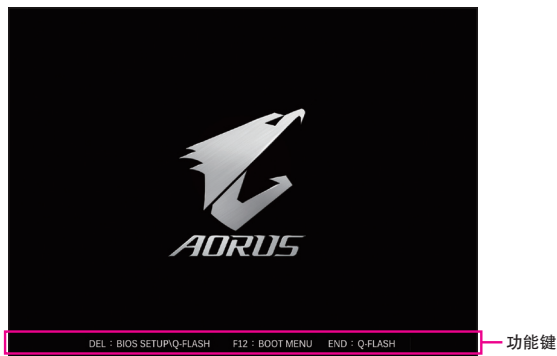 AORUS
DEL：BIOS SETUP\Q-FLASH F12：BOOT MENU END：Q-FLASH
功能键